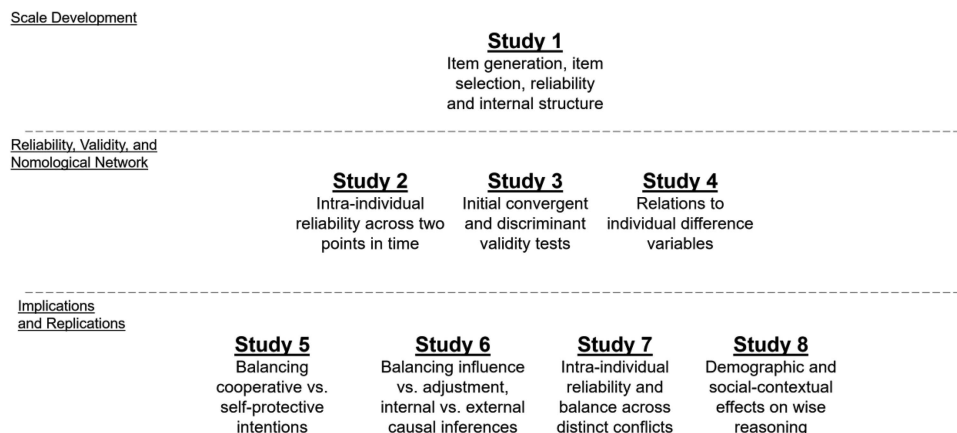 Scale Development
Study 1
Item generation, item
selection, reliability
and internal structure
Reliability, Validity, and
Nomological Network
Study 2
Intra-individual
reliability across two
points in time
Study 3
Initial convergent
and discriminant
validity tests
Study 4
Relations to
individual difference
variables
Implications
and Replications
Study 5
Balancing
cooperative vs.
self-protective
intentions
Study 6
Balancing influence
vs. adjustment,
internal vs. external
causal inferences
Study 7
Intra-individual
reliability and
balance across
distinct conflicts
Study 8
Demographic and
social-contextual
effects on wise
reasoning